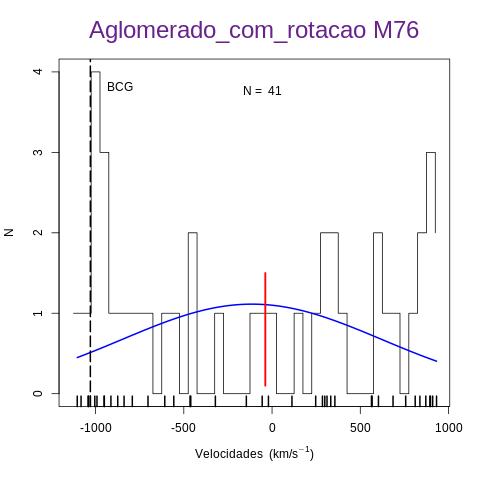 Aglomerado_com_rotacao M76
BCG
N = 41
4
3
2
1
0
N
-1000 -500 0 500 1000
Velocidades (km/s⁻¹)